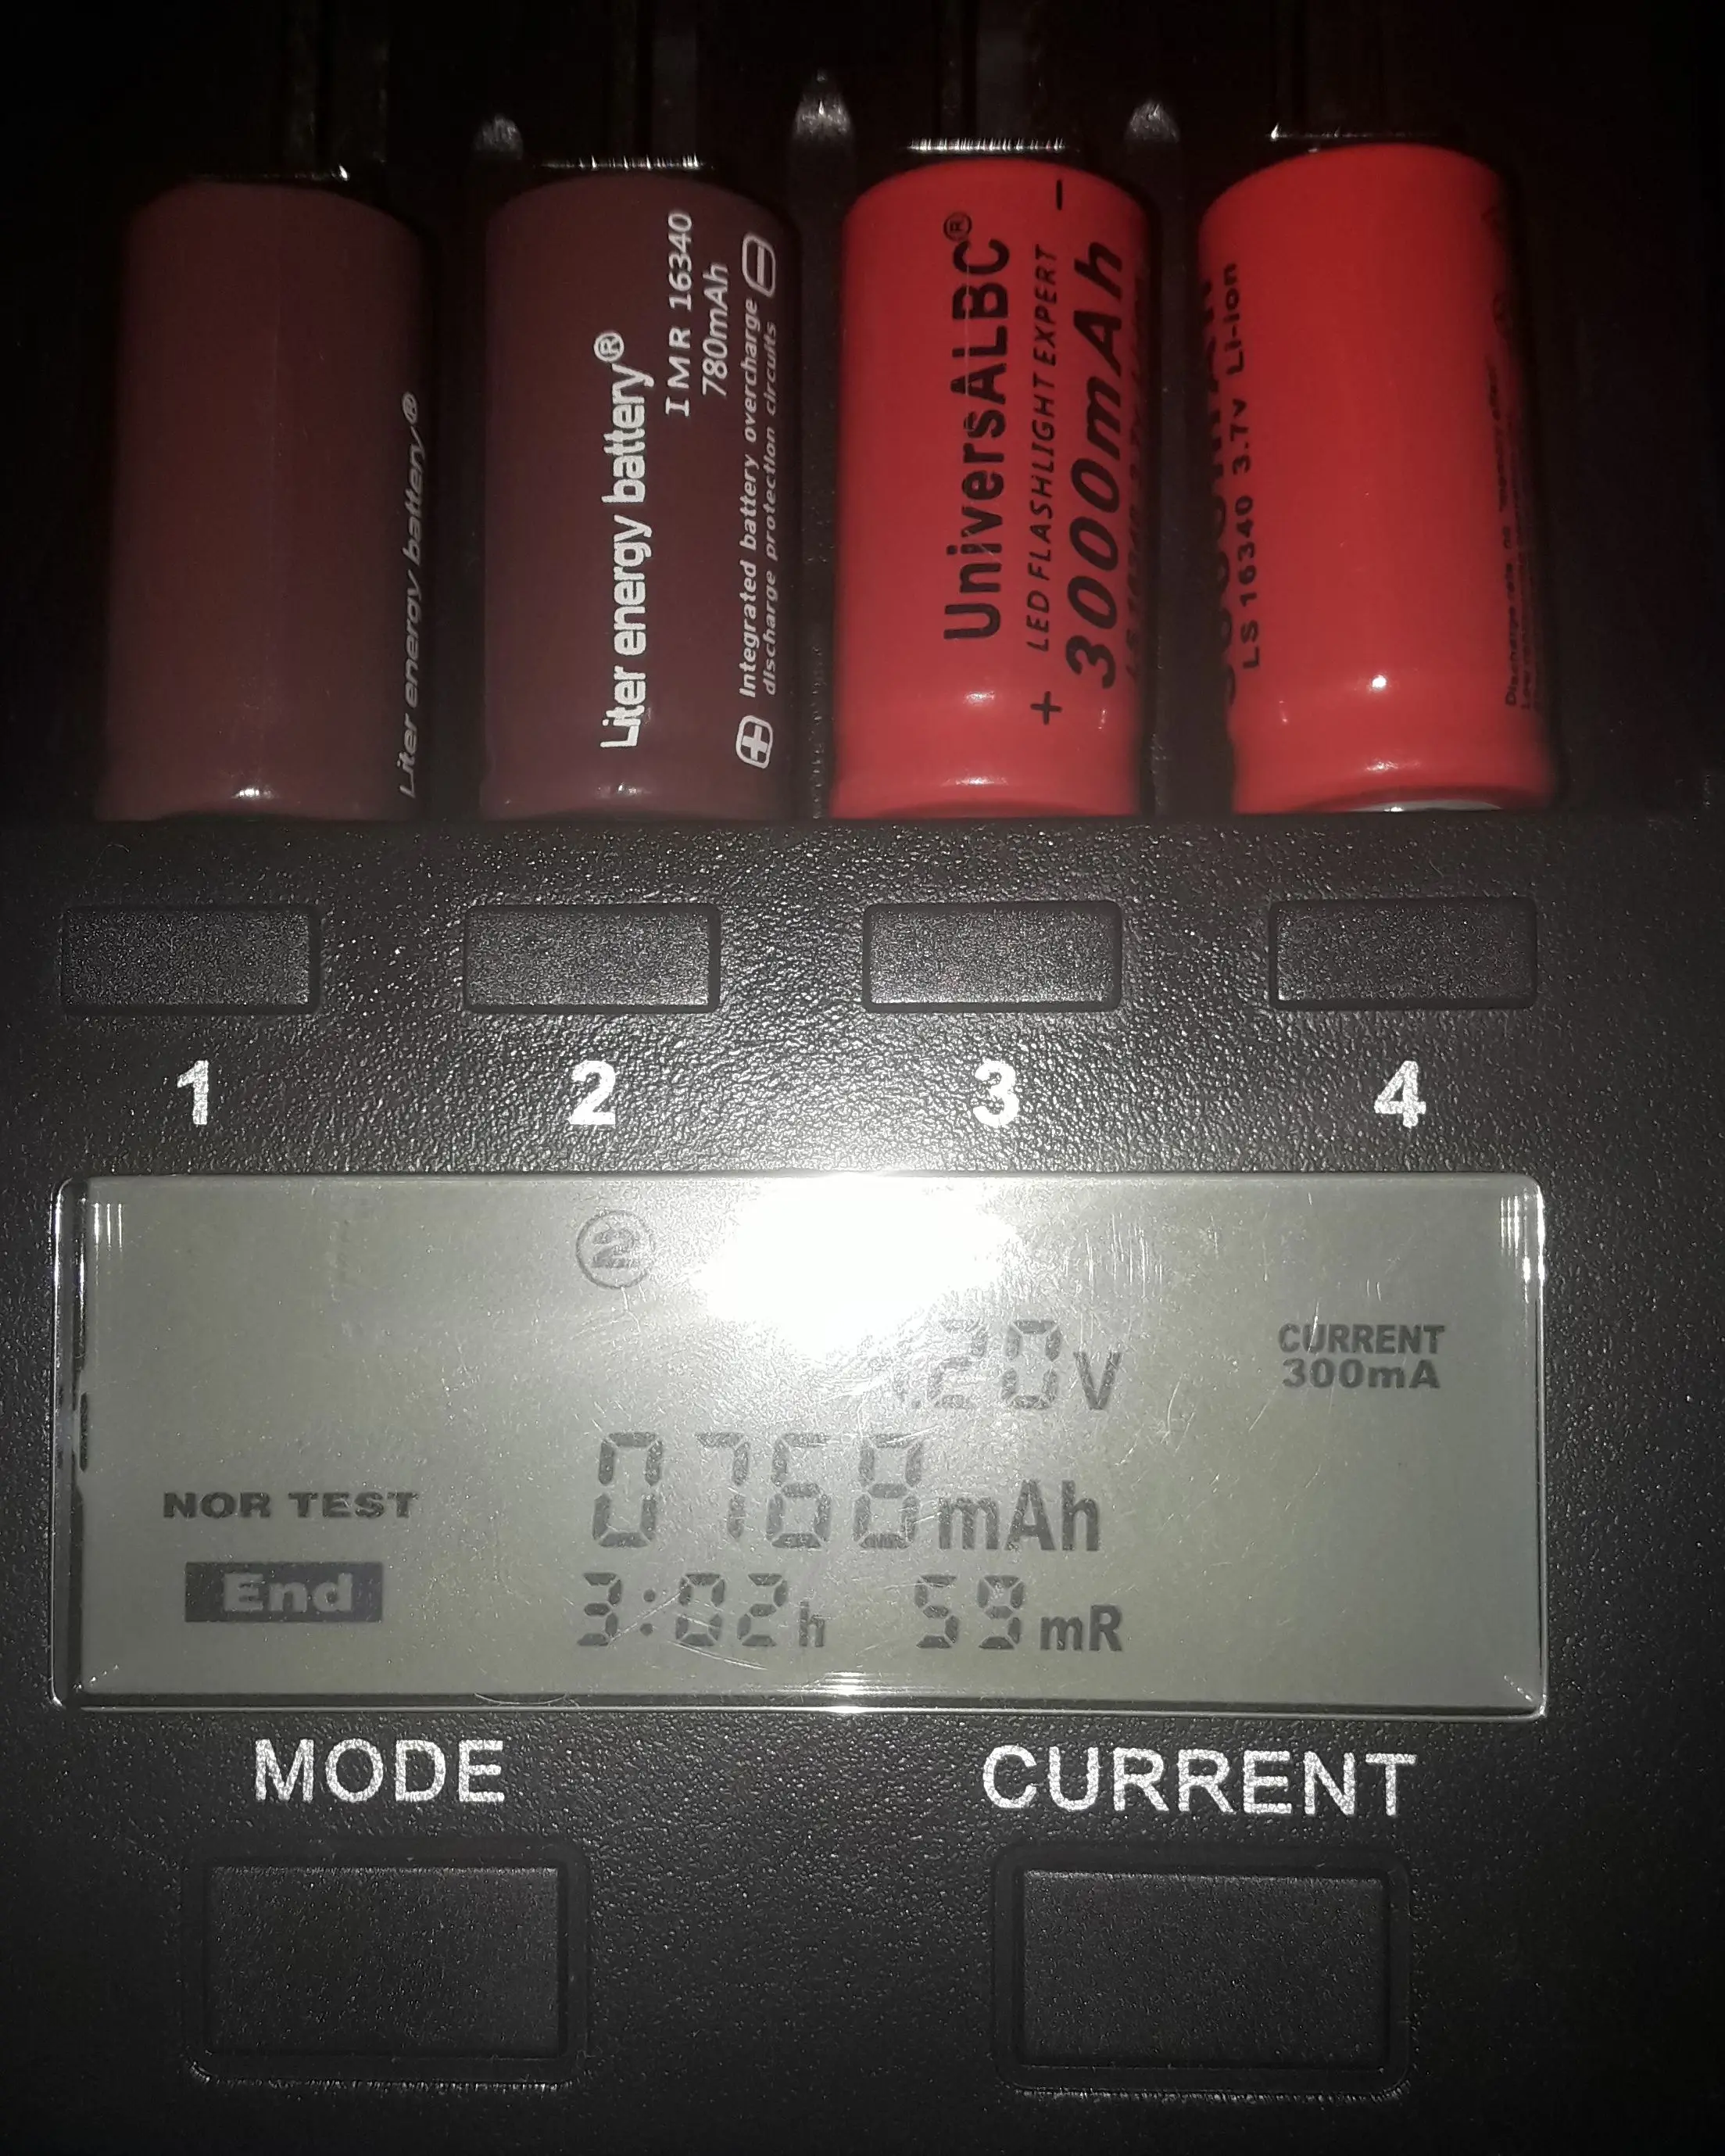 Liter energy battery®
Liter energy battery®
IMR 16340
780mAh
Integrated battery overcharge
discharge protection circuits
UniversALBC®
+ LED FLASHLIGHT EXPERT −
3000mAh
LS 16340 3.7V Li-ion
1
2
3
4
2
.20V
CURRENT
300mA
0768mAh
NOR TEST
End
3:02h 59mR
MODE
CURRENT